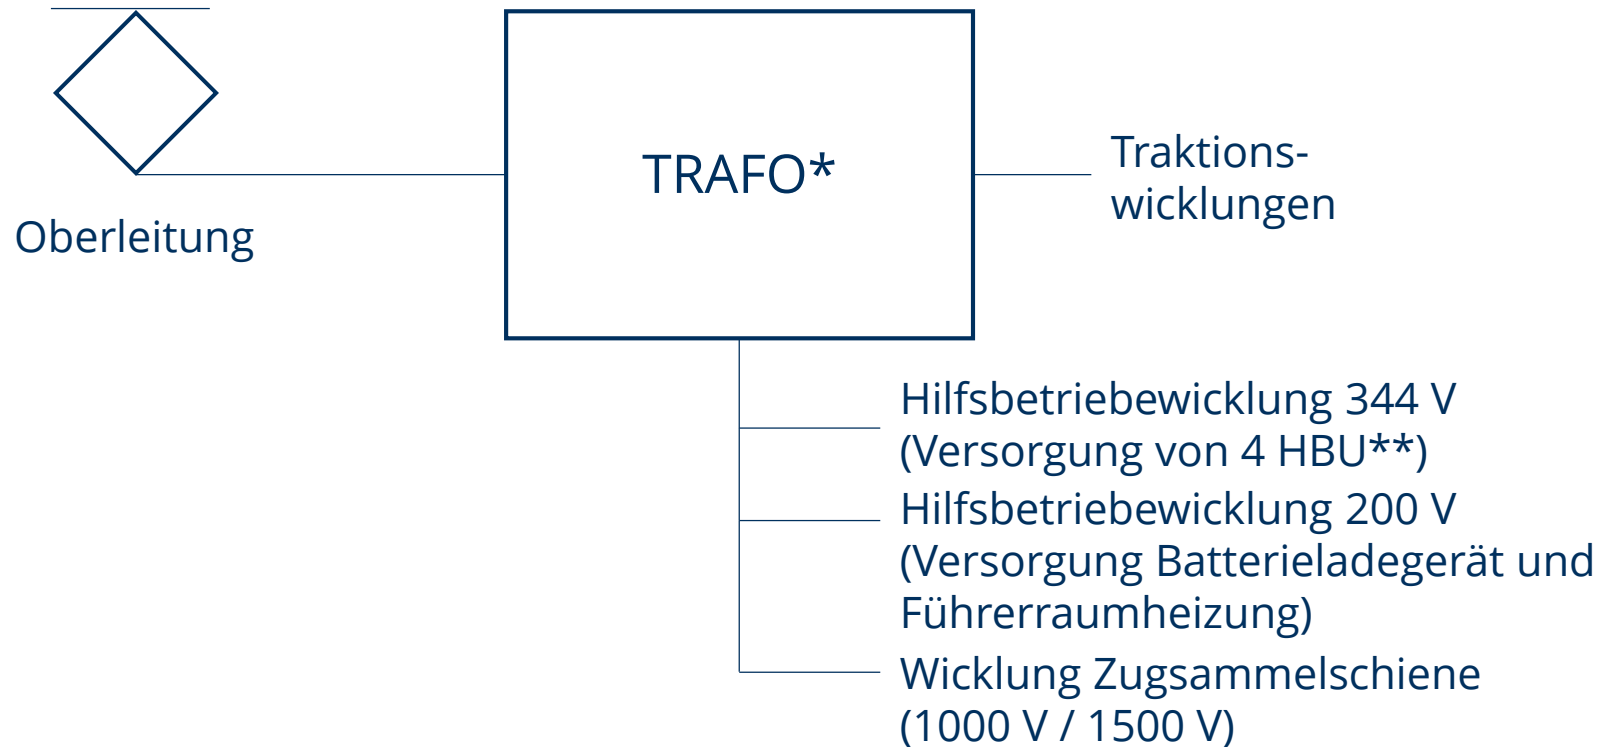 TRAFO*
Traktions-
wicklungen
Oberleitung
Hilfsbetriebewicklung 344 V
(Versorgung von 4 HBU**)
Hilfsbetriebewicklung 200 V
(Versorgung Batterieladegerät und
Führerraumheizung)
Wicklung Zugsammelschiene
(1000 V / 1500 V)